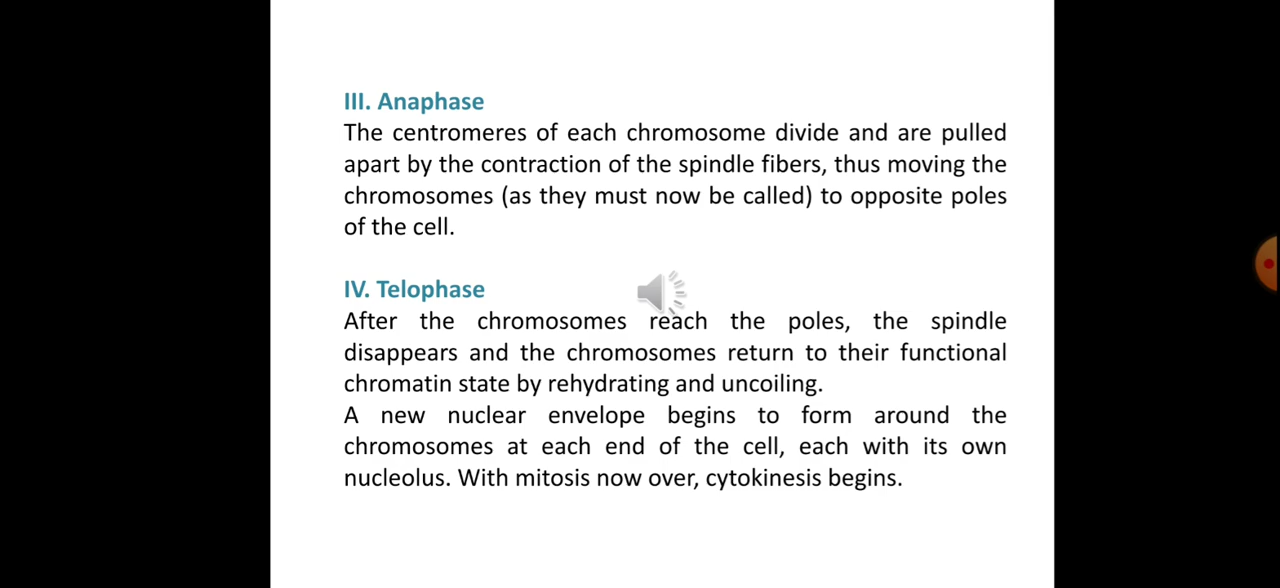 III. Anaphase
The centromeres of each chromosome divide and are pulled
apart by the contraction of the spindle fibers, thus moving the
chromosomes (as they must now be called) to opposite poles
of the cell.
IV. Telophase
After the chromosomes reach the poles, the spindle
disappears and the chromosomes return to their functional
chromatin state by rehydrating and uncoiling.
A new nuclear envelope begins to form around the
chromosomes at each end of the cell, each with its own
nucleolus. With mitosis now over, cytokinesis begins.